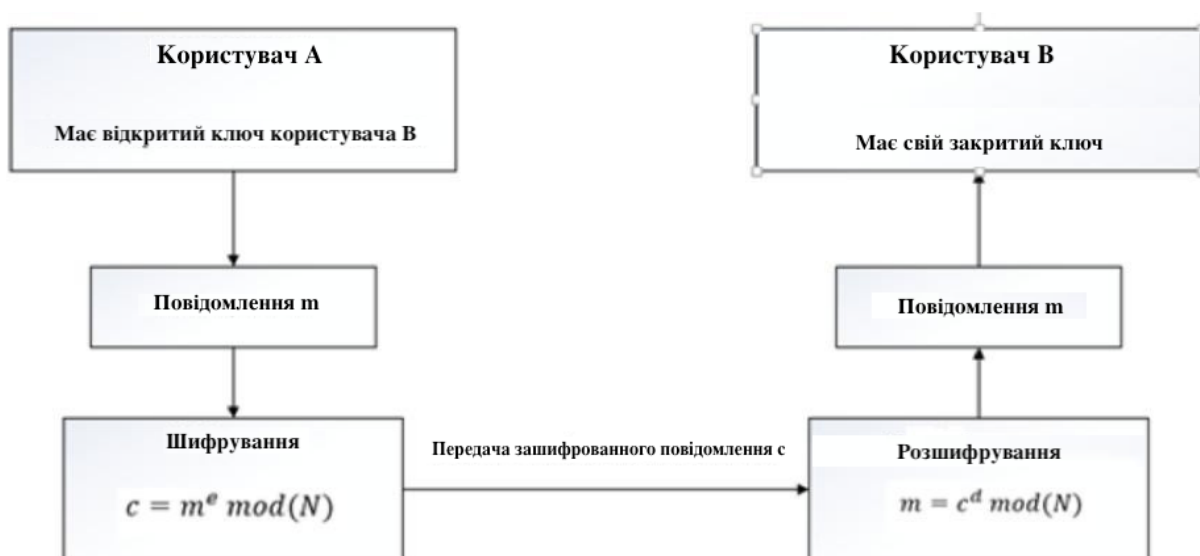 Користувач А
Має відкритий ключ користувача В
Повідомлення m
Шифрування
c = m^e mod(N)
Передача зашифрованного повідомлення с
Користувач В
Має свій закритий ключ
Повідомлення m
Розшифрування
m = c^d mod(N)